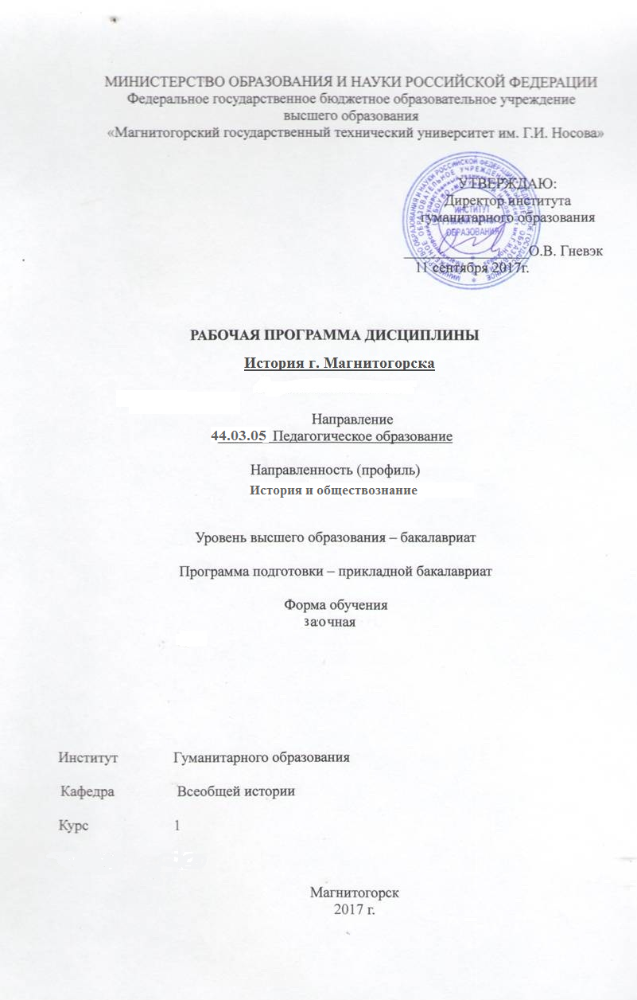 МИНИСТЕРСТВО ОБРАЗОВАНИЯ И НАУКИ РОССИЙСКОЙ ФЕДЕРАЦИИ
Федеральное государственное бюджетное образовательное учреждение
высшего образования
«Магнитогорский государственный технический университет им. Г.И. Носова»
УТВЕРЖДАЮ:
Директор института
гуманитарного образования
О.В. Гневэк
11 сентября 2017г.
ИНСТИТУТ
ОБРАЗОВАНИЯ
РАБОЧАЯ ПРОГРАММА ДИСЦИПЛИНЫ
История г. Магнитогорска
Направление
44.03.05 Педагогическое образование
Направленность (профиль)
История и обществознание
Уровень высшего образования – бакалавриат
Программа подготовки – прикладной бакалавриат
Форма обучения
заочная
Институт Гуманитарного образования
Кафедра Всеобщей истории
Курс 1
Магнитогорск
2017 г.